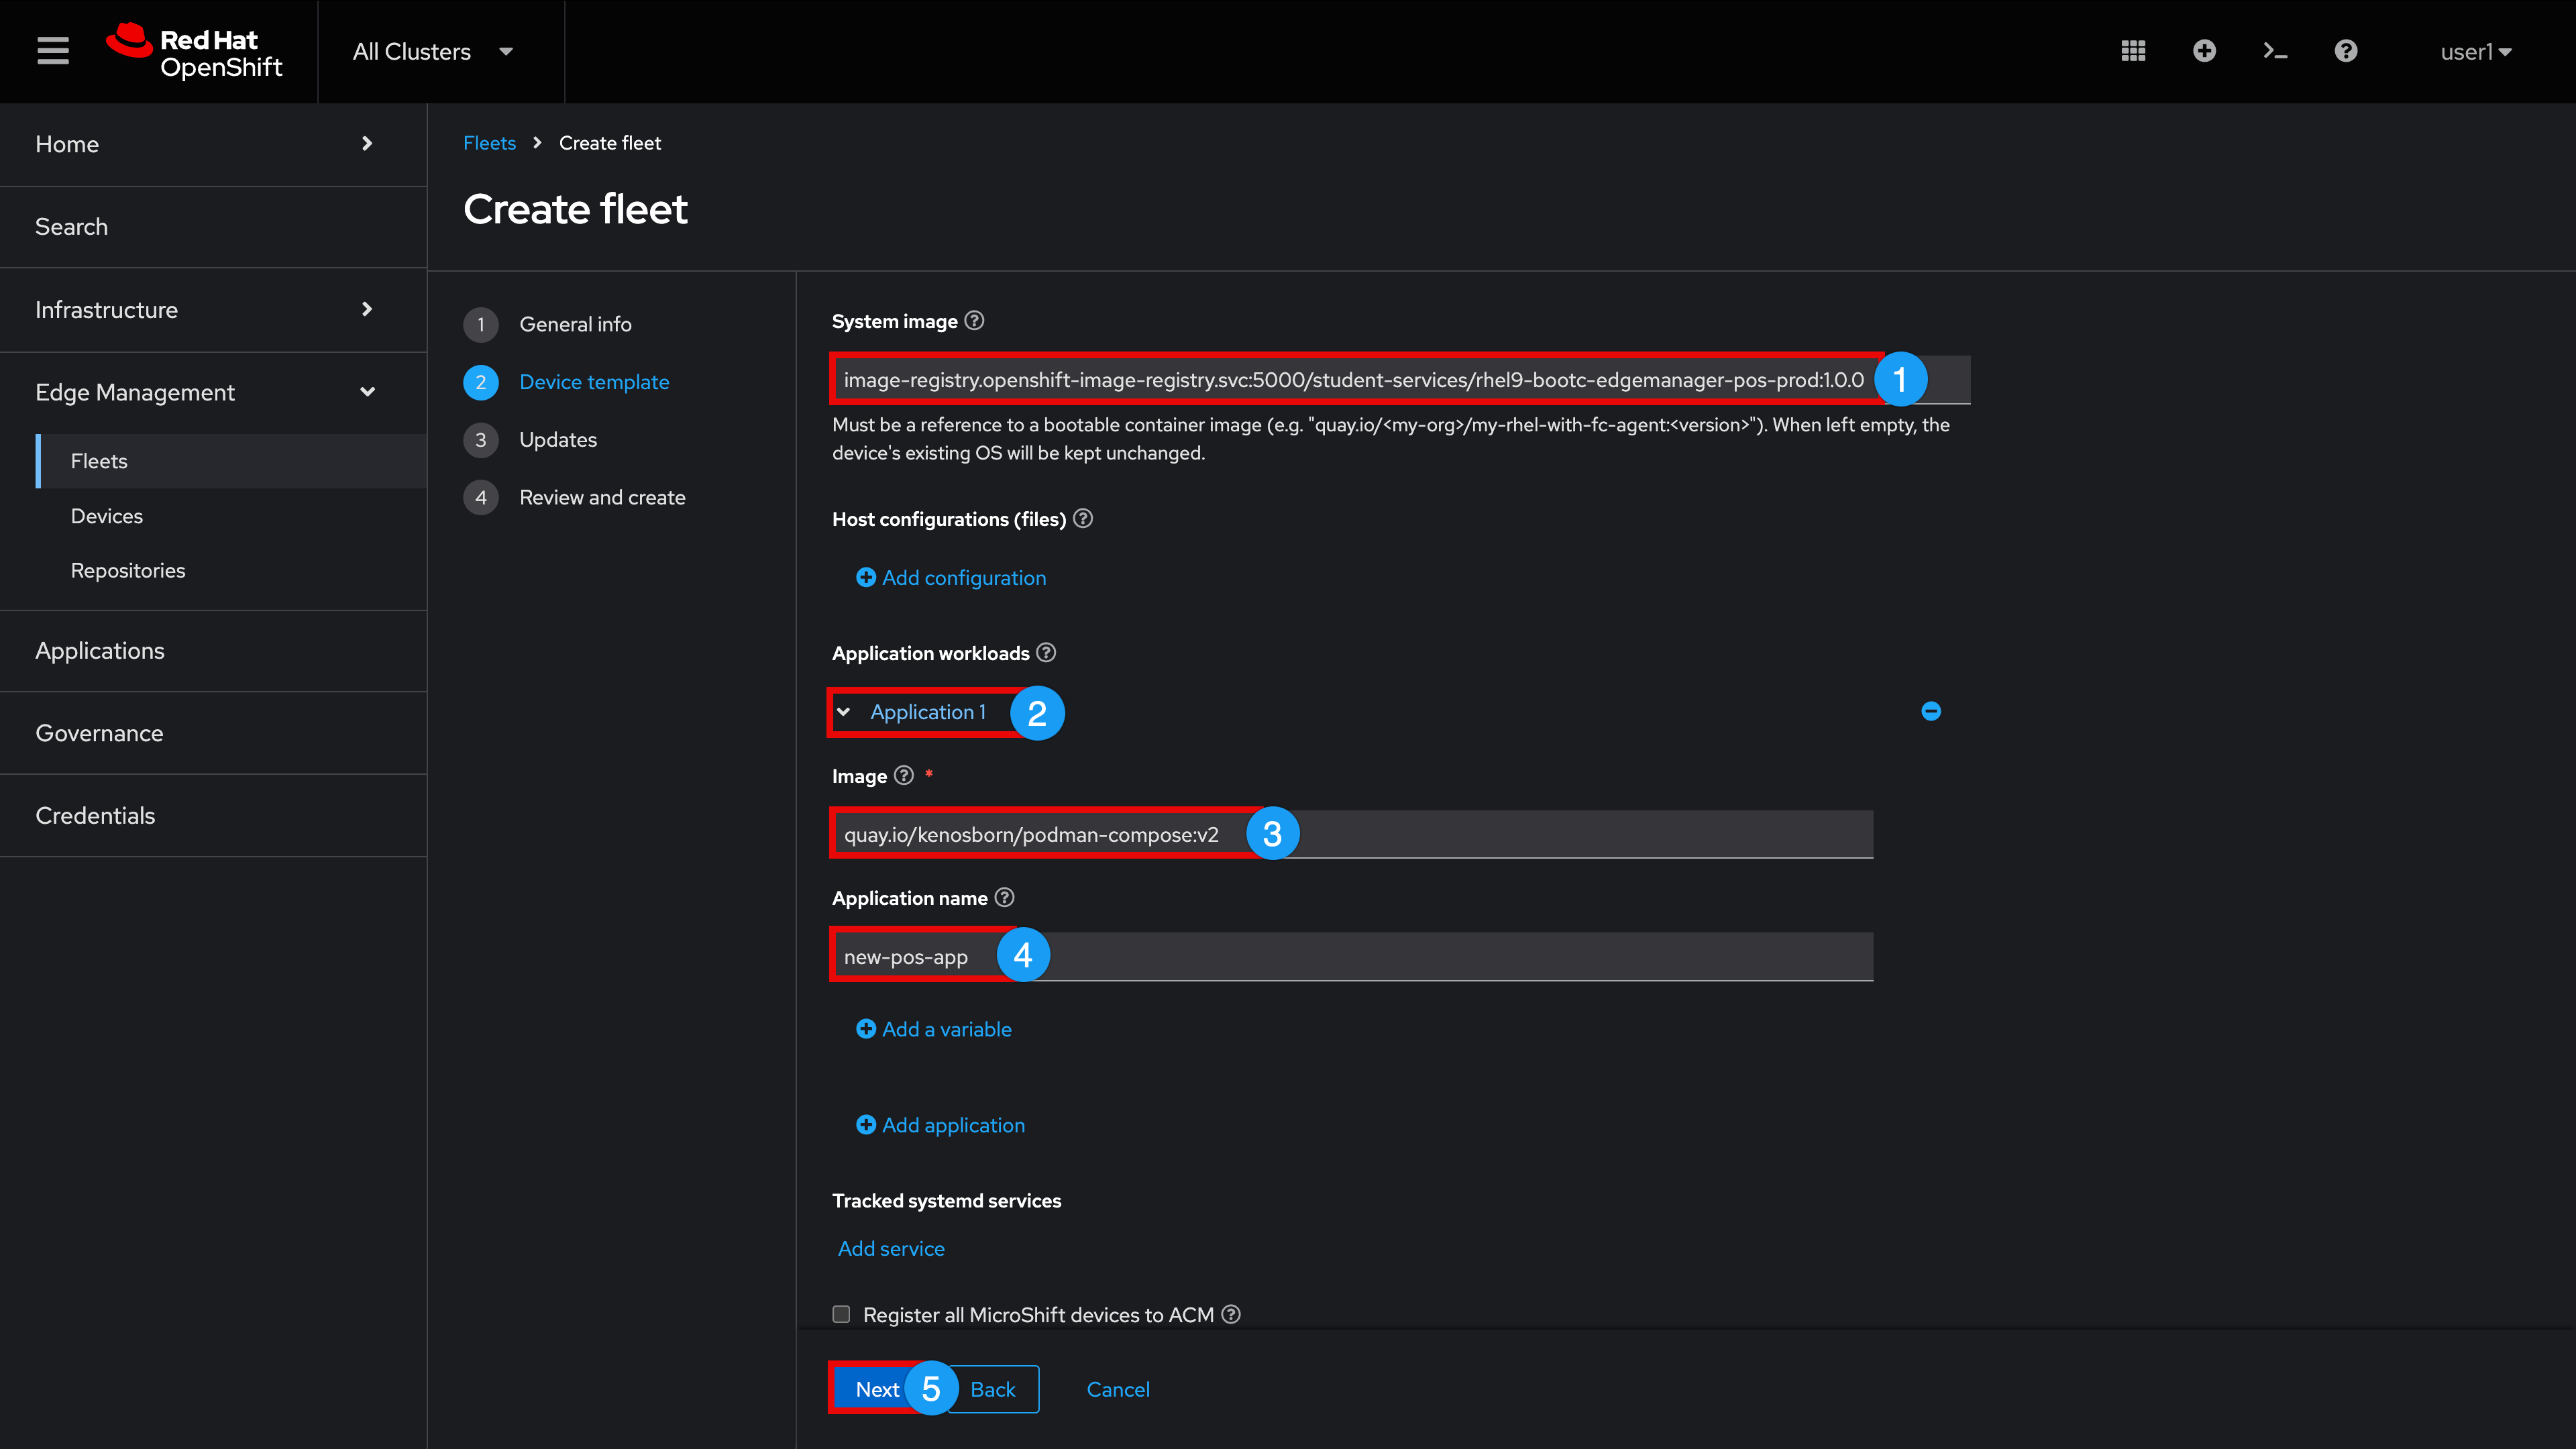 Red Hat
OpenShift
All Clusters
user1
Home
Search
Infrastructure
Edge Management
Fleets
Devices
Repositories
Applications
Governance
Credentials
Fleets > Create fleet
Create fleet
1 General info
2 Device template
3 Updates
4 Review and create
System image
image-registry.openshift-image-registry.svc:5000/student-services/rhel9-bootc-edgemanager-pos-prod:1.0.0
1
Must be a reference to a bootable container image (e.g. "quay.io/<my-org>/my-rhel-with-fc-agent:<version>"). When left empty, the
device's existing OS will be kept unchanged.
Host configurations (files)
Add configuration
Application workloads
Application 1
2
Image *
quay.io/kenosborn/podman-compose:v2
3
Application name
new-pos-app
4
Add a variable
Add application
Tracked systemd services
Add service
Register all MicroShift devices to ACM
Next 5 Back Cancel